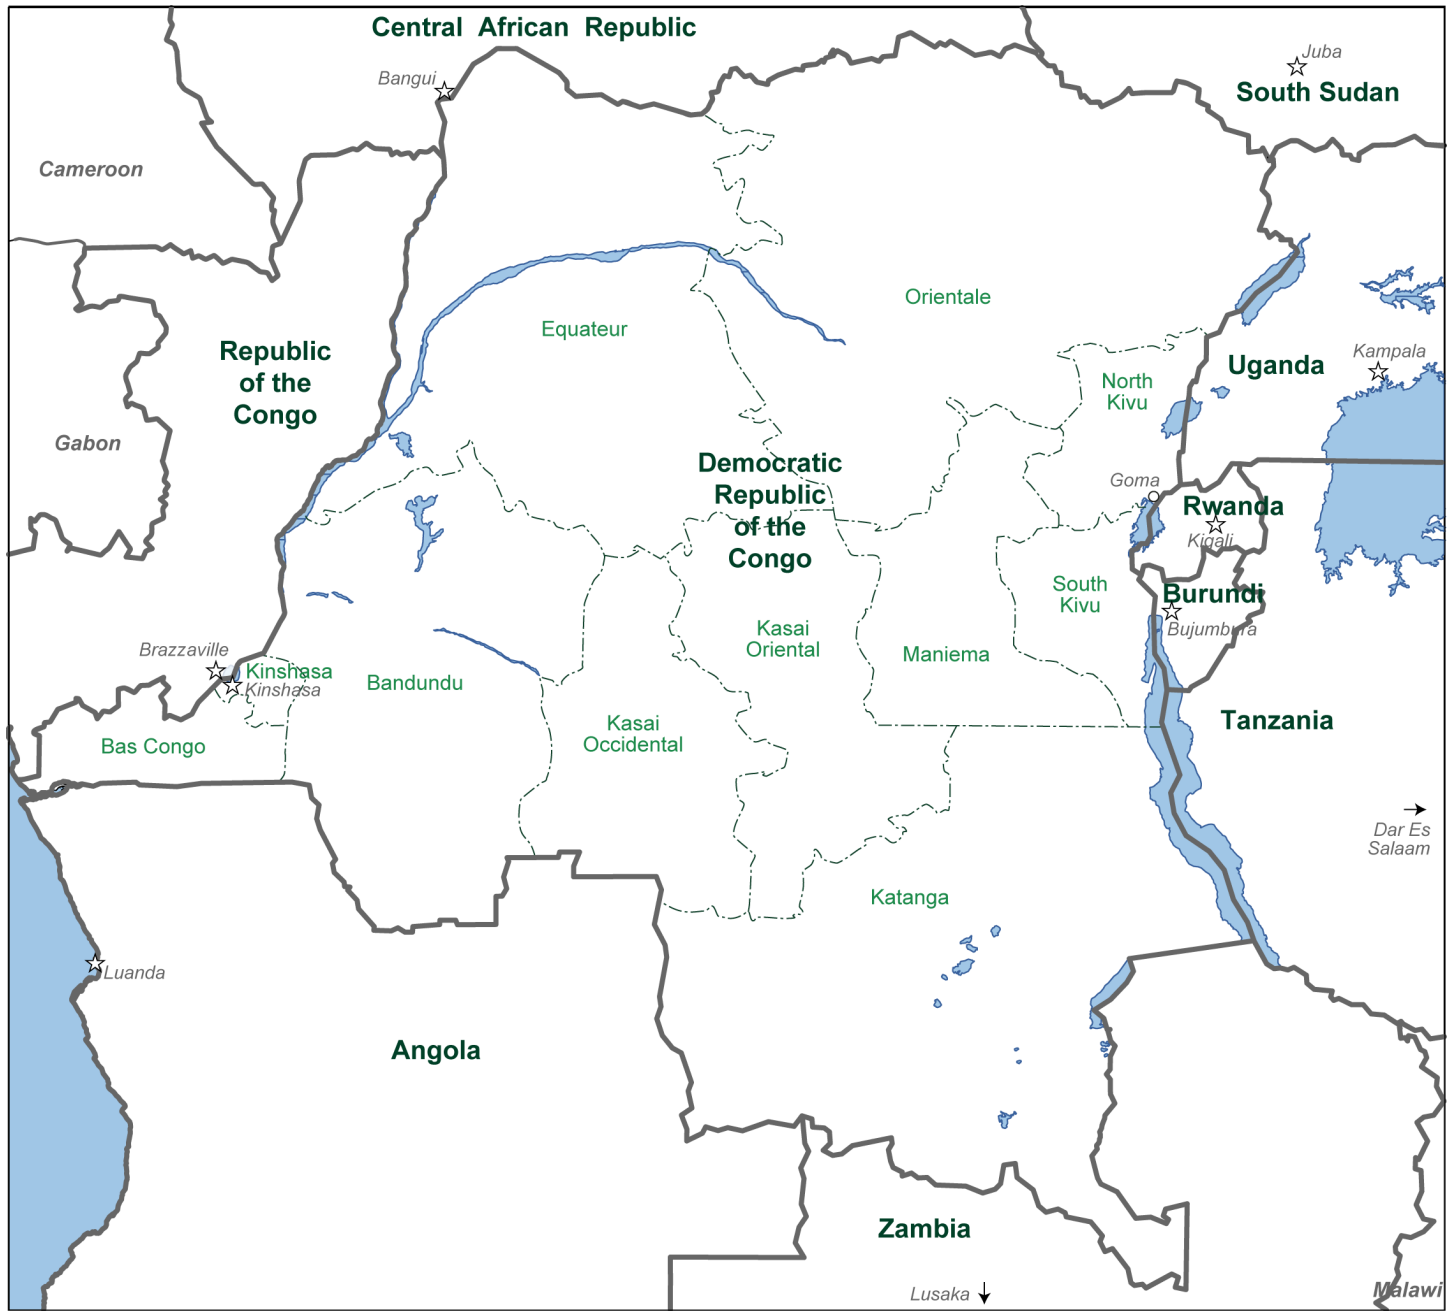 Central African Republic
Juba
Bangui
South Sudan
Cameroon
Orientale
Equateur
Republic
of the
Congo
Kampala
Uganda
North
Kivu
Gabon
Democratic
Republic
of the
Congo
Goma
Rwanda
Kigali
South
Kivu
Burundi
Bujumbura
Kasai
Oriental
Maniema
Brazzaville
Kinshasa
Kinshasa
Bandundu
Kasai
Occidental
Tanzania
Bas Congo
Dar Es
Salaam
Katanga
Luanda
Angola
Zambia
Lusaka
Malawi